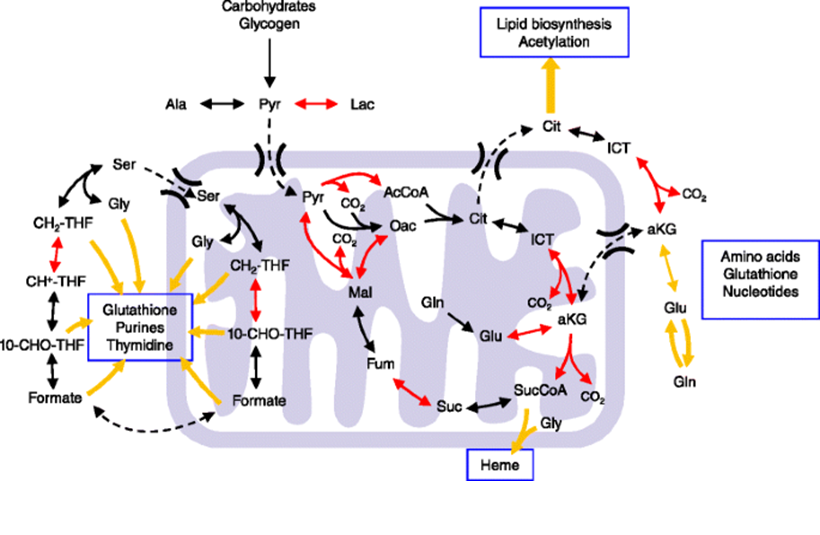 Carbohydrates
Glycogen
Lipid biosynthesis
Acetylation
Ala
Pyr
Lac
Cit
ICT
CO2
aKG
Ser
Gly
CH2-THF
CH+-THF
10-CHO-THF
Formate
Glutathione
Purines
Thymidine
Ser
Gly
CH2-THF
10-CHO-THF
Formate
Pyr
AcCoA
CO2
Oac
CO2
Cit
ICT
Mal
Gln
CO2
aKG
Glu
Fum
Suc
SucCoA
CO2
Gly
Heme
Amino acids
Glutathione
Nucleotides
Glu
Gln